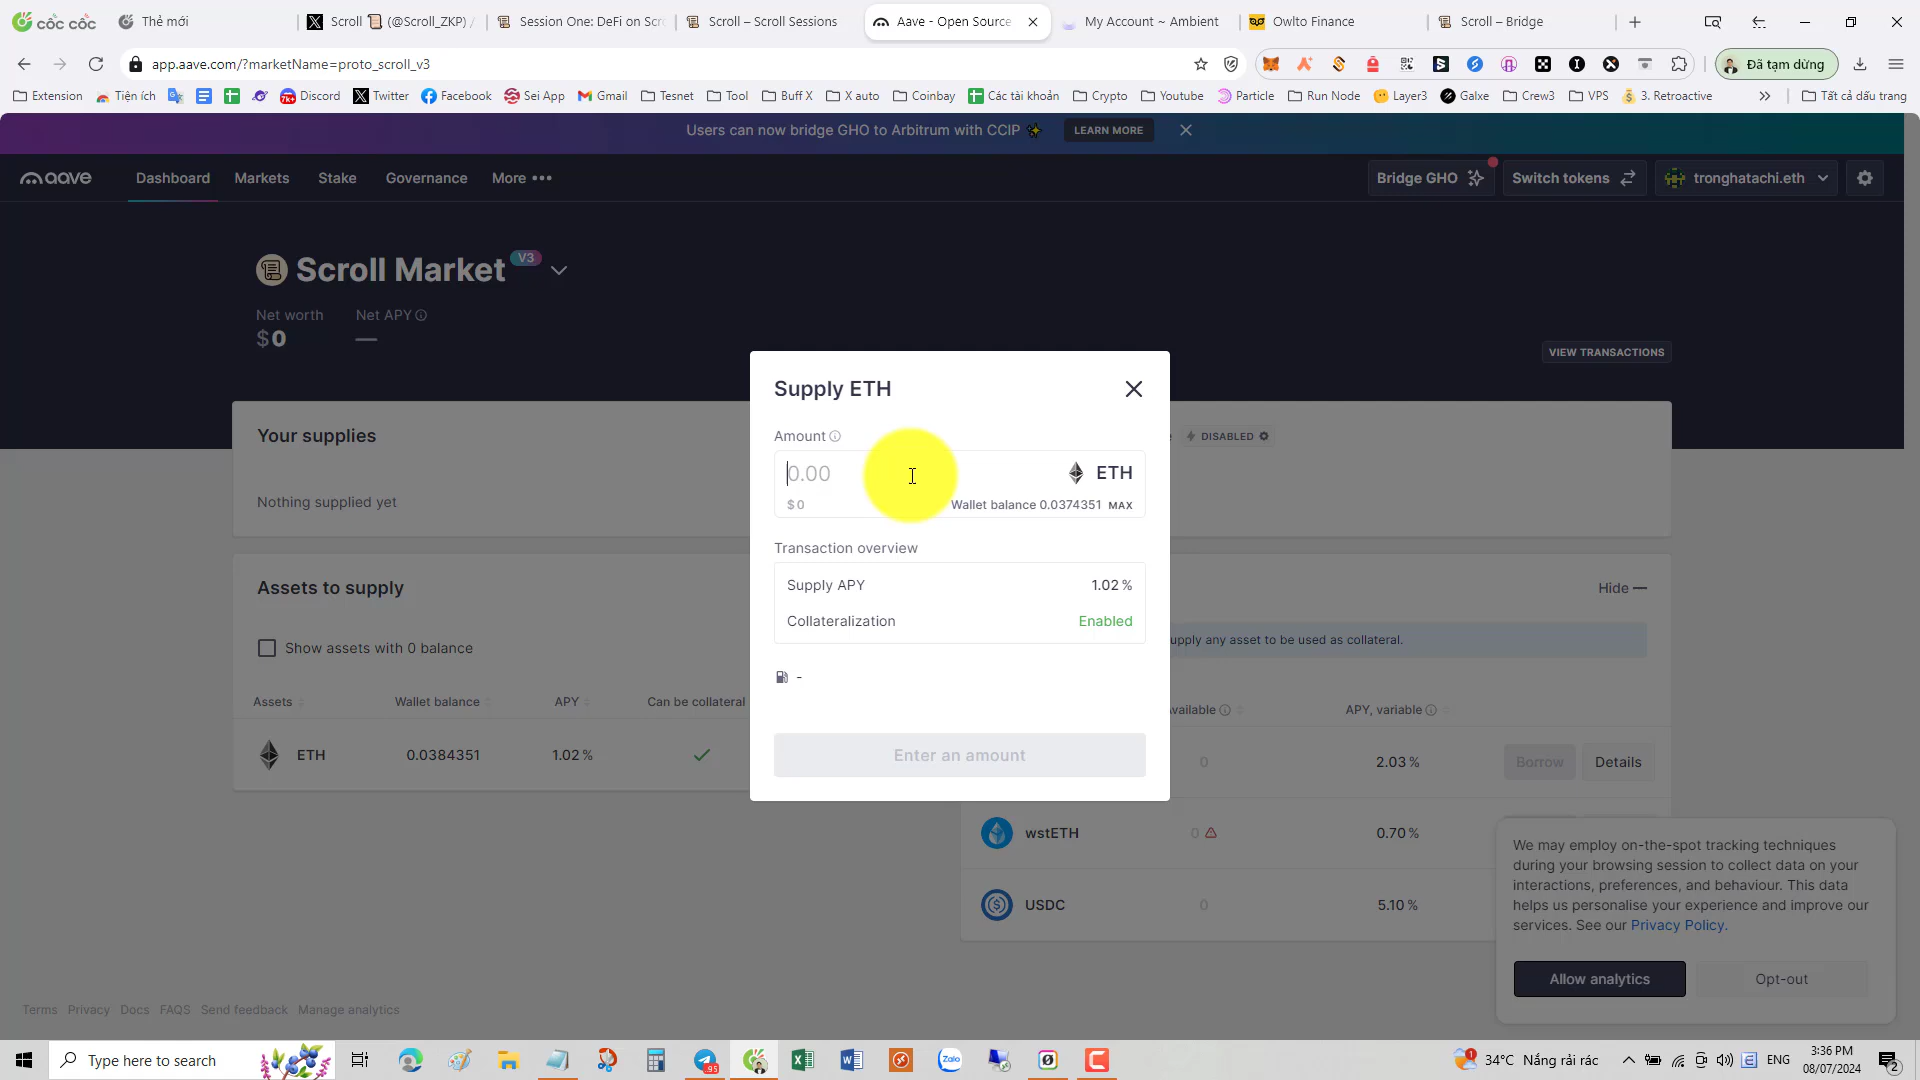 cốc cốc
Thẻ mới
Scroll 📜 (@Scroll_ZKP) /
Session One: DeFi on Scro
Scroll – Scroll Sessions
Aave - Open Source
My Account ~ Ambient
Owlto Finance
Scroll – Bridge
app.aave.com/?marketName=proto_scroll_v3
Đã tạm dừng
Extension
Tiện ích
7K+
Discord
Twitter
Facebook
Sei App
Gmail
Tesnet
Tool
Buff X
X auto
Coinbay
Các tài khoản
Crypto
Youtube
Particle
Run Node
Layer3
Galxe
Crew3
VPS
3. Retroactive
Tất cả dấu trang
Users can now bridge GHO to Arbitrum with CCIP ✨
LEARN MORE
aave
Dashboard
Markets
Stake
Governance
More
Bridge GHO
Switch tokens
tronghatachi.eth
Scroll Market
V3
Net worth
$0
Net APY
—
VIEW TRANSACTIONS
Your supplies
Nothing supplied yet
DISABLED
Assets to supply
Show assets with 0 balance
Assets
Wallet balance
APY
Can be collateral
ETH
0.0384351
1.02 %
Supply ETH
Amount
0.00
ETH
$0
Wallet balance 0.0374351
MAX
Transaction overview
Supply APY
1.02 %
Collateralization
Enabled
-
Enter an amount
Hide —
upply any asset to be used as collateral.
Available
APY, variable
0
2.03 %
Borrow
Details
wstETH
0
0.70 %
USDC
0
5.10 %
We may employ on-the-spot tracking techniques
during your browsing session to collect data on your
interactions, preferences, and behaviour. This data
helps us personalise your experience and improve our
services. See our Privacy Policy.
Allow analytics
Opt-out
Terms
Privacy
Docs
FAQS
Send feedback
Manage analytics
Type here to search
.95
Zalo
1
34°C
Nắng rải rác
ENG
3:36 PM
08/07/2024
2